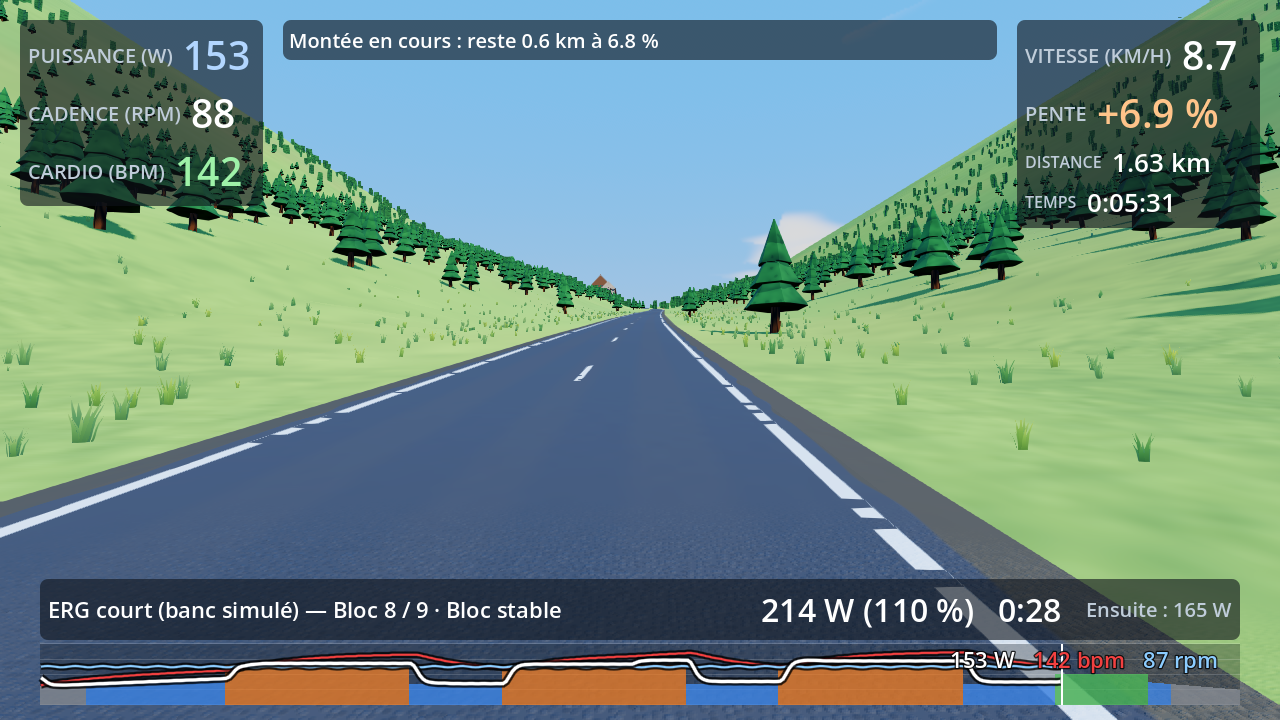 PUISSANCE (W) 153
CADENCE (RPM) 88
CARDIO (BPM) 142
Montée en cours : reste 0.6 km à 6.8 %
VITESSE (KM/H) 8.7
PENTE +6.9 %
DISTANCE 1.63 km
TEMPS 0:05:31
ERG court (banc simulé) — Bloc 8 / 9 · Bloc stable 214 W (110 %) 0:28 Ensuite : 165 W
153 W 142 bpm 87 rpm